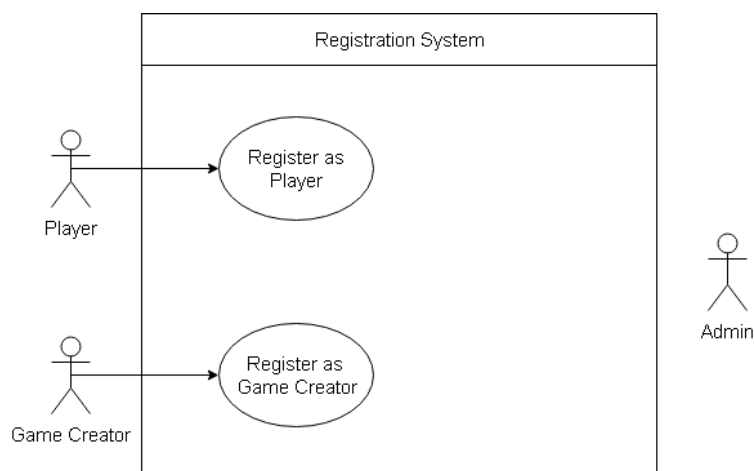 Registration System
Register as
Player
Player
Admin
Register as
Game Creator
Game Creator